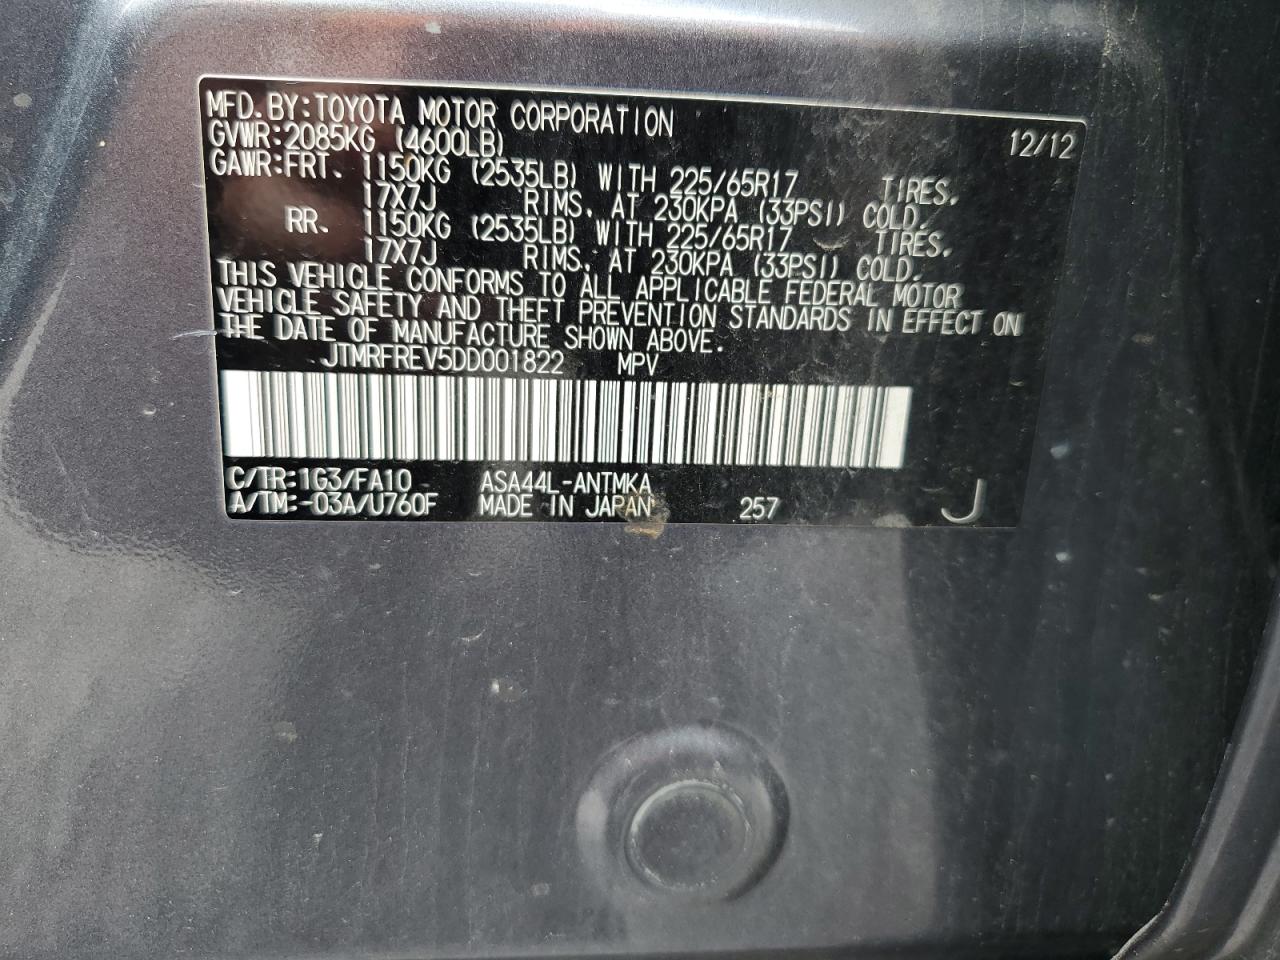 MFD. BY: TOYOTA MOTOR CORPORATION 12/12
GVWR: 2085KG (4600LB)
GAWR: FRT. 1150KG (2535LB) WITH 225/65R17 TIRES.
17X7J RIMS. AT 230KPA (33PSI) COLD.
RR. 1150KG (2535LB) WITH 225/65R17 TIRES.
17X7J RIMS. AT 230KPA (33PSI) COLD.
THIS VEHICLE CONFORMS TO ALL APPLICABLE FEDERAL MOTOR
VEHICLE SAFETY AND THEFT PREVENTION STANDARDS IN EFFECT ON
THE DATE OF MANUFACTURE SHOWN ABOVE.
JTMRFREV5DD001822 MPV
C/TR: 1G3/FA10 ASA44L-ANTMKA
A/TM: -03A/U760F MADE IN JAPAN 257 J